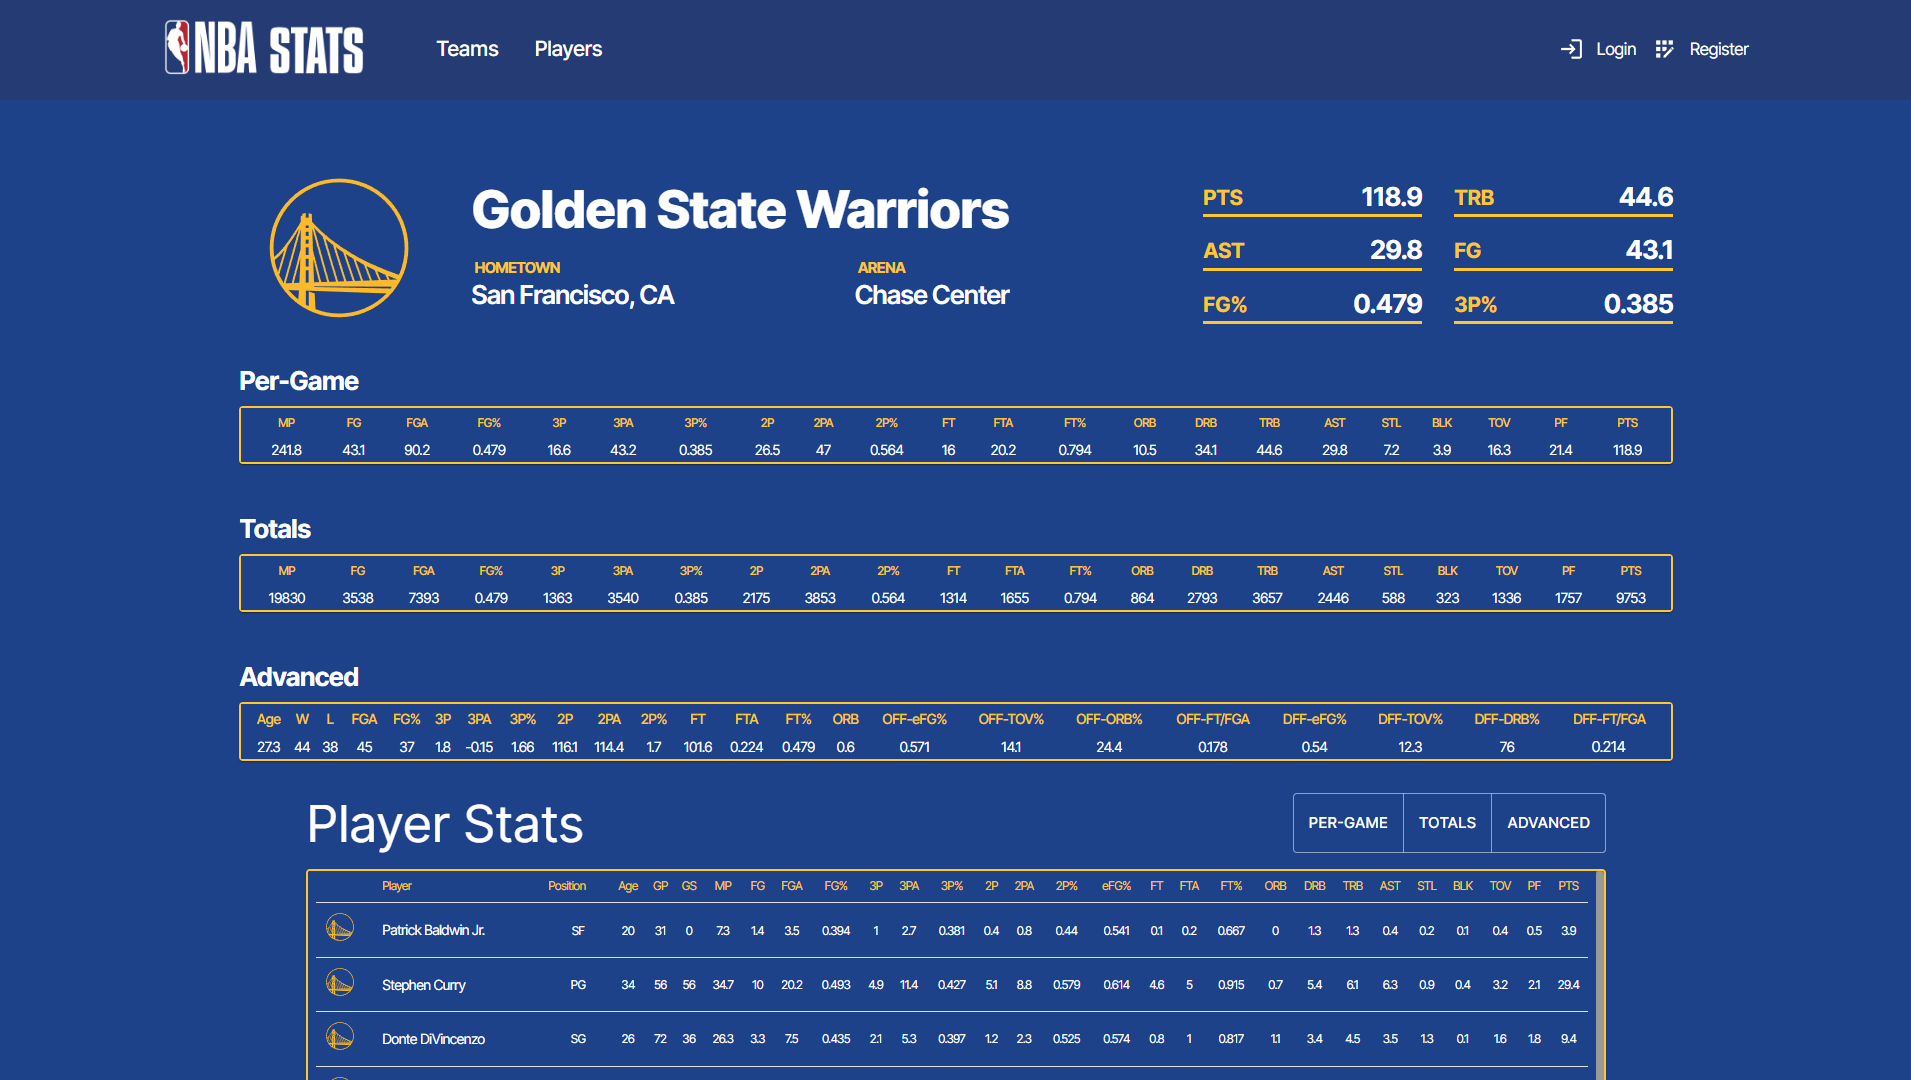 NBA STATS Teams Players Login Register
Golden State Warriors
HOMETOWN ARENA
San Francisco, CA Chase Center
PTS 118.9 TRB 44.6
AST 29.8 FG 43.1
FG% 0.479 3P% 0.385
Per-Game
MP FG FGA FG% 3P 3PA 3P% 2P 2PA 2P% FT FTA FT% ORB DRB TRB AST STL BLK TOV PF PTS
241.8 43.1 90.2 0.479 16.6 43.2 0.385 26.5 47 0.564 16 20.2 0.794 10.5 34.1 44.6 29.8 7.2 3.9 16.3 21.4 118.9
Totals
MP FG FGA FG% 3P 3PA 3P% 2P 2PA 2P% FT FTA FT% ORB DRB TRB AST STL BLK TOV PF PTS
19830 3538 7393 0.479 1363 3540 0.385 2175 3853 0.564 1314 1655 0.794 864 2793 3657 2446 588 323 1336 1757 9753
Advanced
Age W L FGA FG% 3P 3PA 3P% 2P 2PA 2P% FT FTA FT% ORB OFF-eFG% OFF-TOV% OFF-ORB% OFF-FT/FGA DFF-eFG% DFF-TOV% DFF-DRB% DFF-FT/FGA
27.3 44 38 45 37 1.8 -0.15 1.66 116.1 114.4 1.7 101.6 0.224 0.479 0.6 0.571 14.1 24.4 0.178 0.54 12.3 76 0.214
Player Stats PER-GAME TOTALS ADVANCED
Player Position Age GP GS MP FG FGA FG% 3P 3PA 3P% 2P 2PA 2P% eFG% FT FTA FT% ORB DRB TRB AST STL BLK TOV PF PTS
Patrick Baldwin Jr. SF 20 31 0 7.3 1.4 3.5 0.394 1 2.7 0.381 0.4 0.8 0.44 0.541 0.1 0.2 0.667 0 1.3 1.3 0.4 0.2 0.1 0.4 0.5 3.9
Stephen Curry PG 34 56 56 34.7 10 20.2 0.493 4.9 11.4 0.427 5.1 8.8 0.579 0.614 4.6 5 0.915 0.7 5.4 6.1 6.3 0.9 0.4 3.2 2.1 29.4
Donte DiVincenzo SG 26 72 36 26.3 3.3 7.5 0.435 2.1 5.3 0.397 1.2 2.3 0.525 0.574 0.8 1 0.817 1.1 3.4 4.5 3.5 1.3 0.1 1.6 1.8 9.4